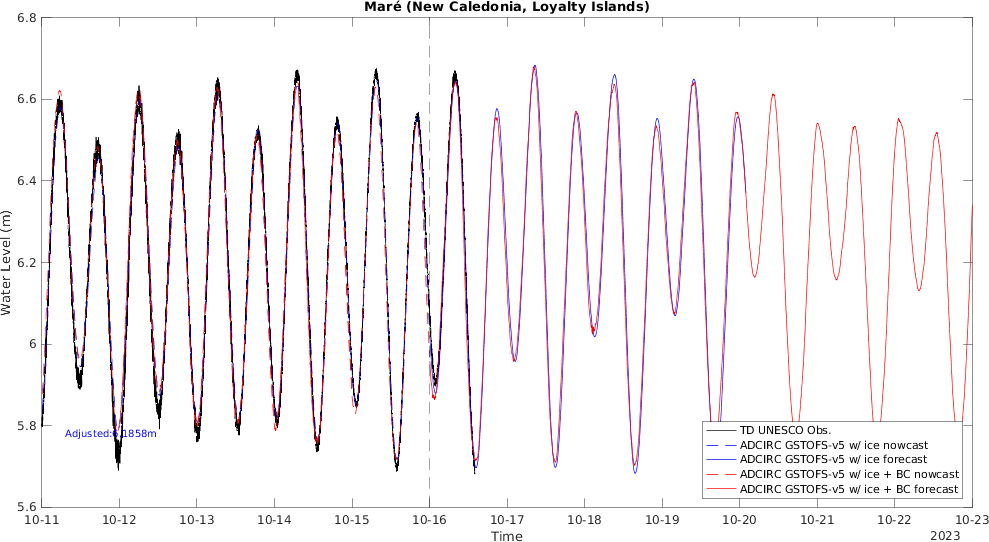 Maré (New Caledonia, Loyalty Islands)
6.8
6.6
6.4
6.2
6
5.8
5.6
Water Level (m)
Adjusted:6.1858m
TD UNESCO Obs.
ADCIRC GSTOFS-v5 w/ ice nowcast
ADCIRC GSTOFS-v5 w/ ice forecast
ADCIRC GSTOFS-v5 w/ ice + BC nowcast
ADCIRC GSTOFS-v5 w/ ice + BC forecast
10-11 10-12 10-13 10-14 10-15 10-16 10-17 10-18 10-19 10-20 10-21 10-22 10-23
Time
2023